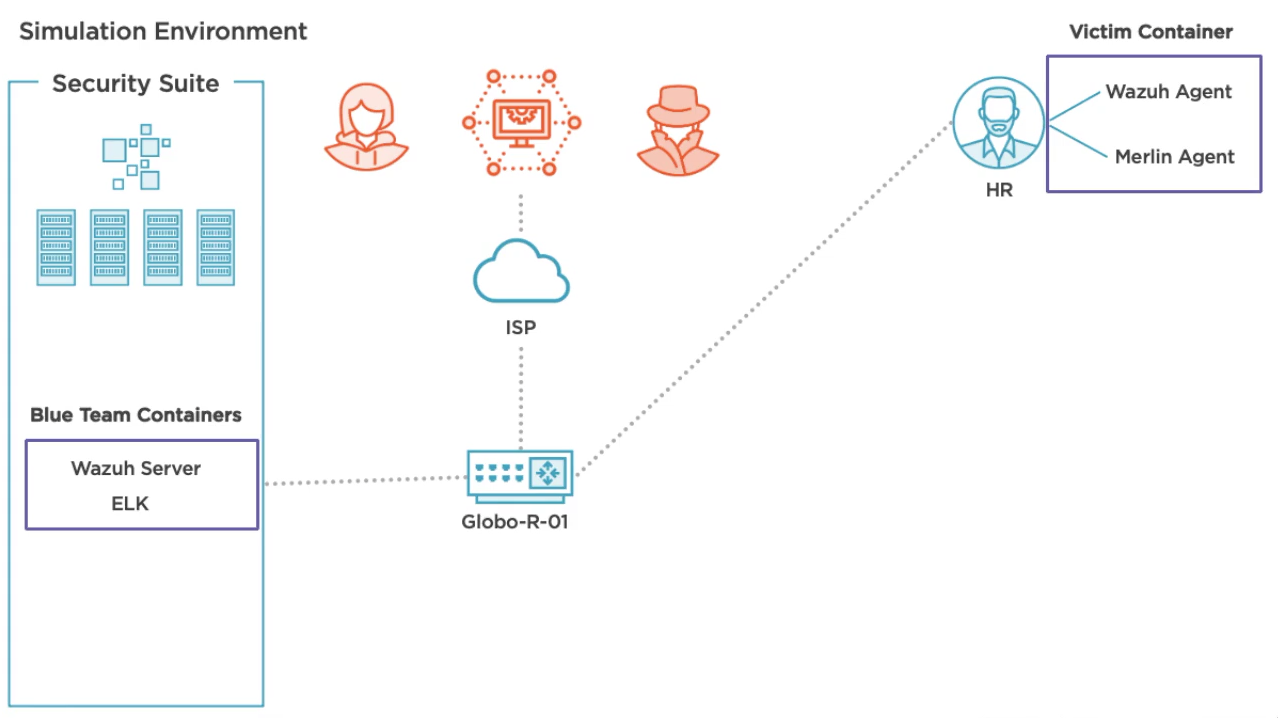 Simulation Environment
Security Suite
Blue Team Containers
Wazuh Server
ELK
ISP
Globo-R-01
HR
Victim Container
Wazuh Agent
Merlin Agent